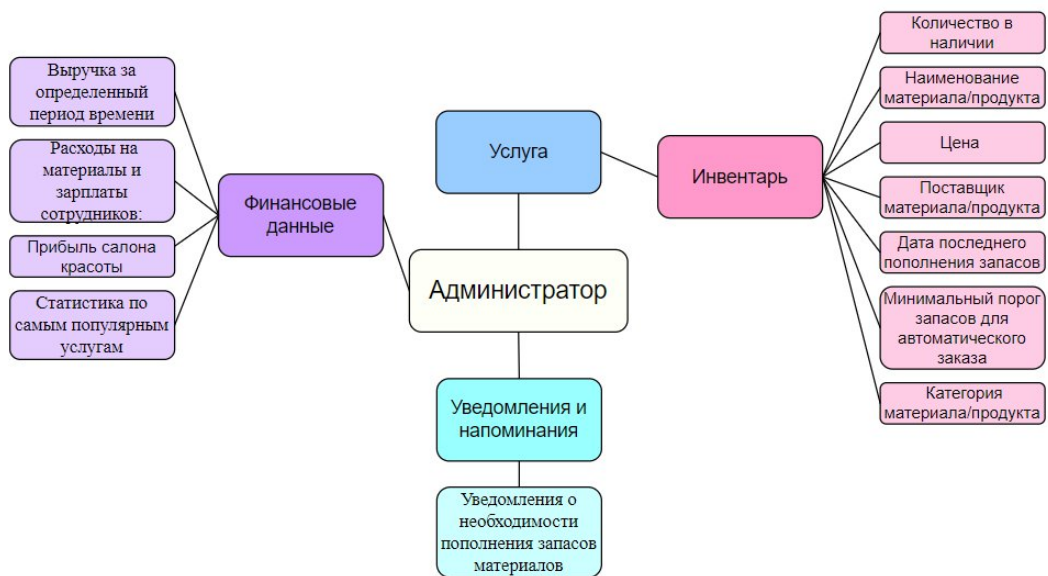 Выручка за
определенный
период времени
Расходы на
материалы и
зарплаты
сотрудников:
Прибыль салона
красоты
Статистика по
самым популярным
услугам
Финансовые
данные
Услуга
Администратор
Уведомления и
напоминания
Уведомления о
необходимости
пополнения запасов
материалов
Инвентарь
Количество в
наличии
Наименование
материала/продукта
Цена
Поставщик
материала/продукта
Дата последнего
пополнения запасов
Минимальный порог
запасов для
автоматического
заказа
Категория
материала/продукта